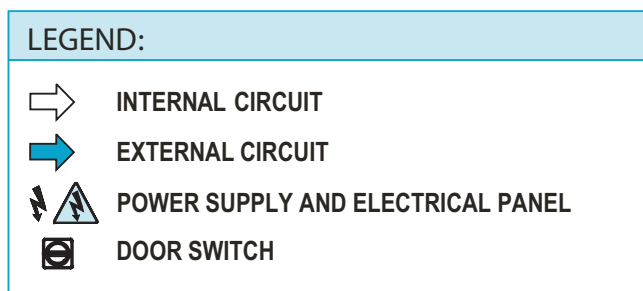 LEGEND:
INTERNAL CIRCUIT
EXTERNAL CIRCUIT
POWER SUPPLY AND ELECTRICAL PANEL
DOOR SWITCH